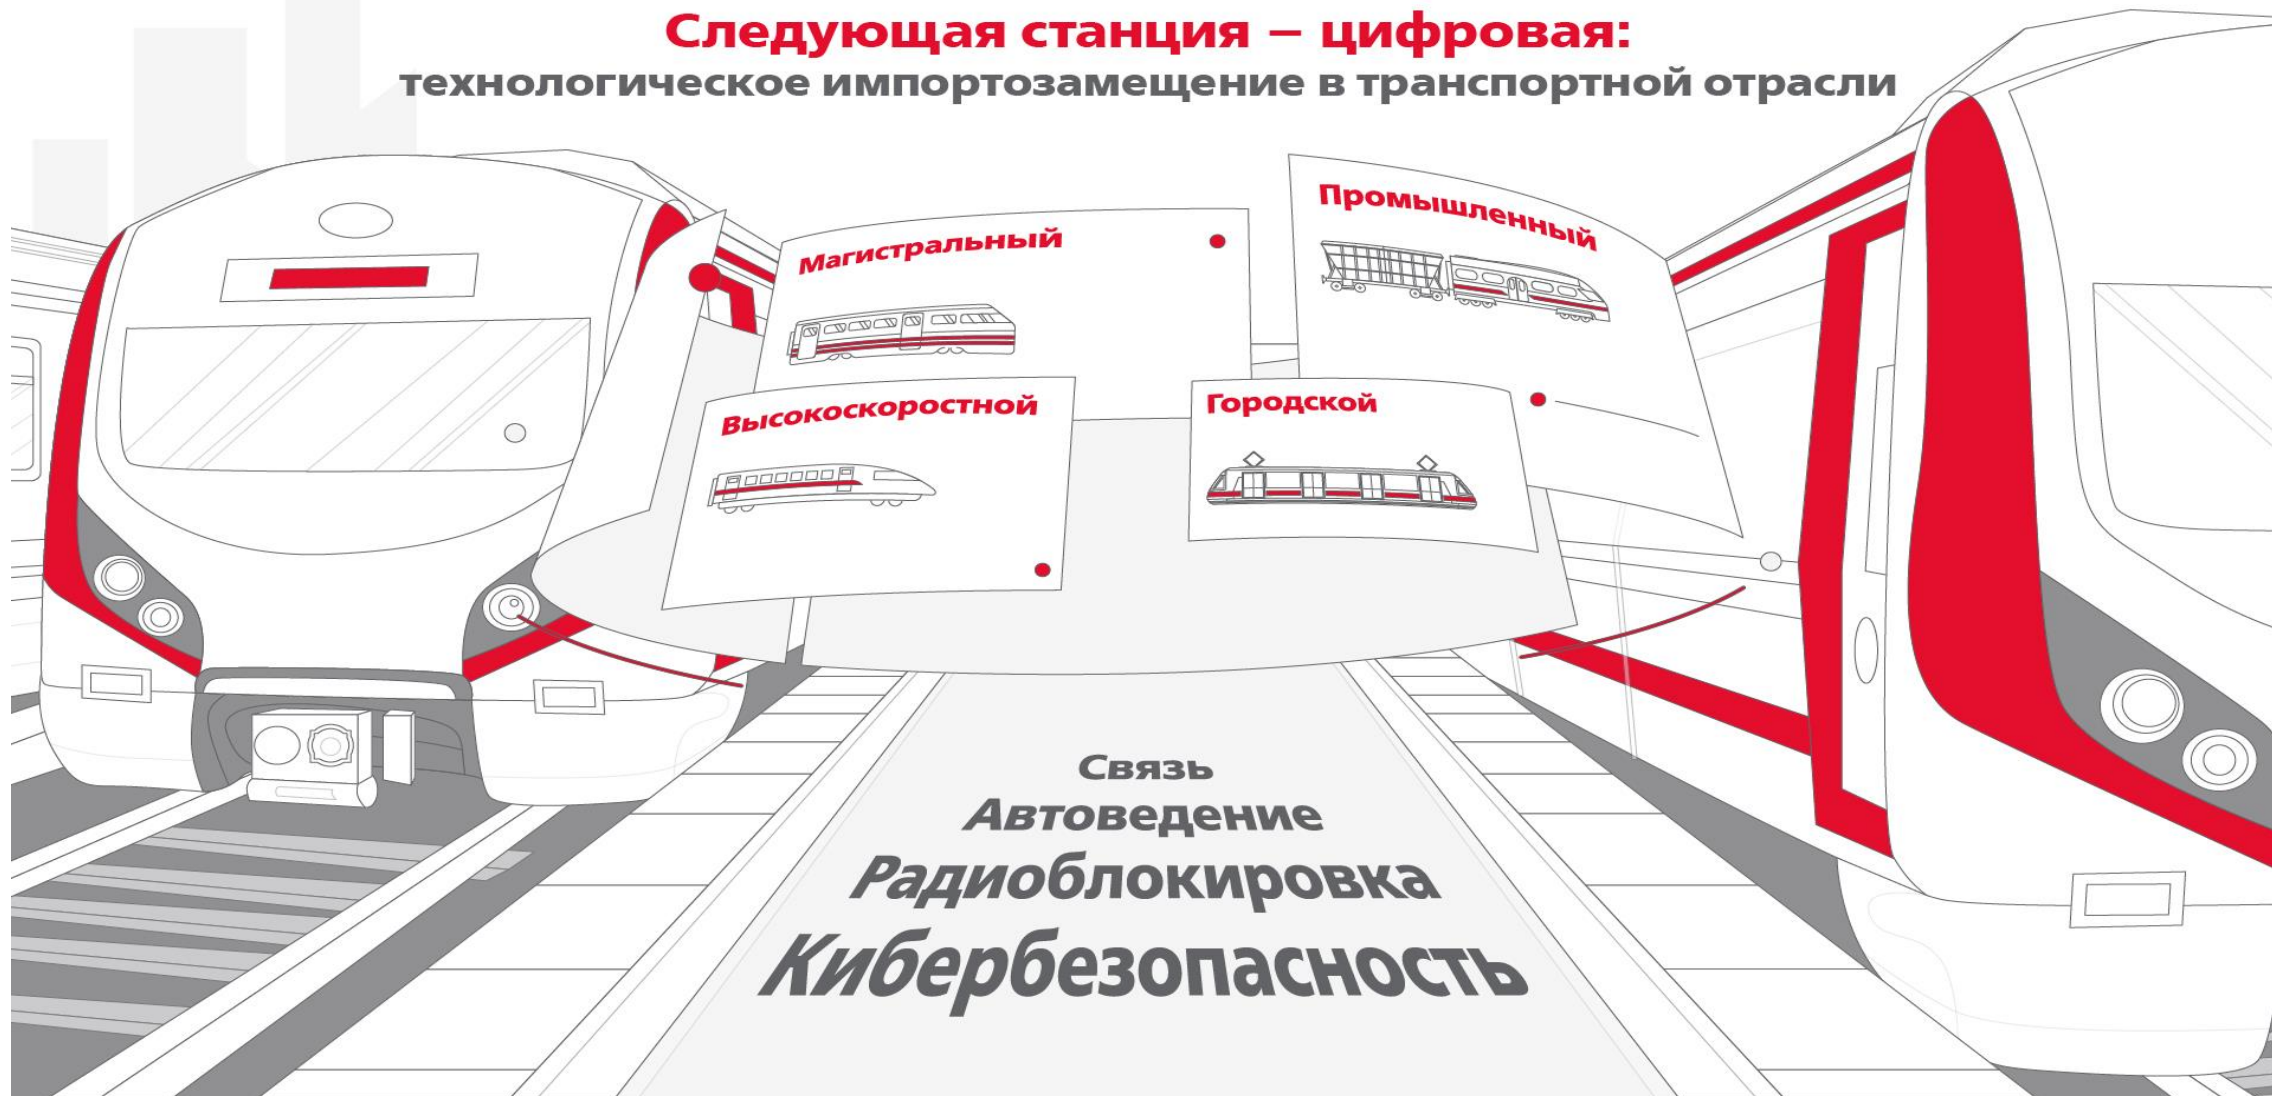 Следующая станция – цифровая:
технологическое импортозамещение в транспортной отрасли
Магистральный
Промышленный
Высокоскоростной
Городской
Связь
Автоведение
Радиоблокировка
Кибербезопасность